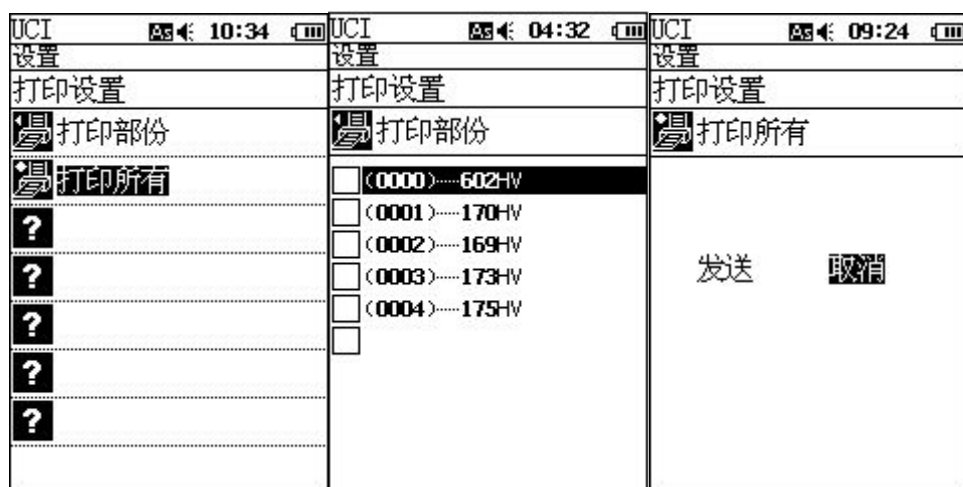 UCI As 10:34
设置
打印设置
打印部份
打印所有
?
?
?
?
?
UCI As 04:32
设置
打印设置
打印部份
(0000)·····602HV
(0001)·····170HV
(0002)·····169HV
(0003)·····173HV
(0004)·····175HV
UCI As 09:24
设置
打印设置
打印所有
发送 取消